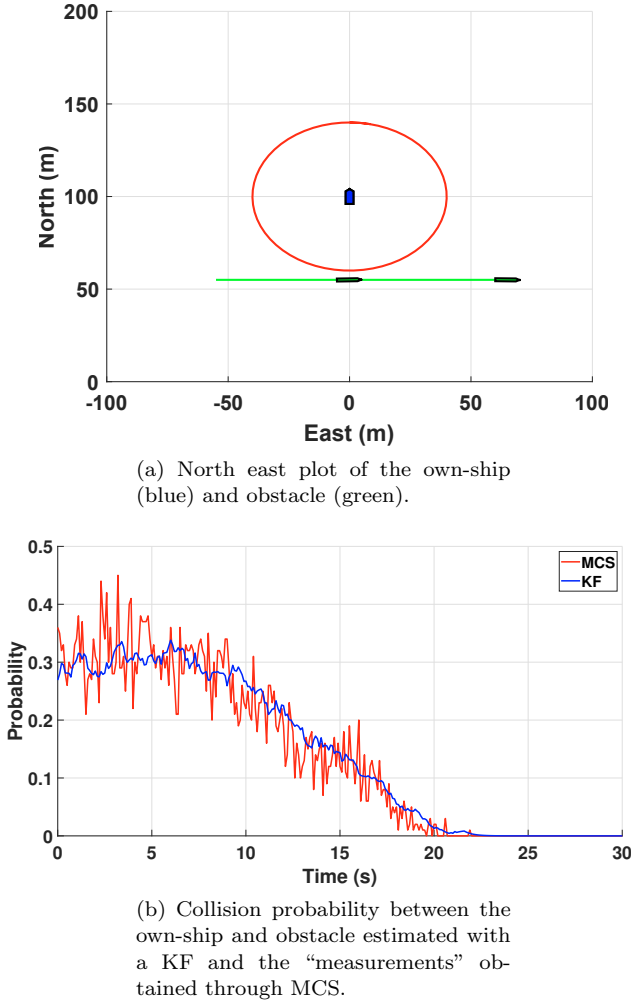 200
150
100
50
0
North (m)
-100
-50
0
50
100
East (m)
(a) North east plot of the own-ship
(blue) and obstacle (green).
0.5
0.4
0.3
0.2
0.1
0
Probability
MCS
KF
0
5
10
15
20
25
30
Time (s)
(b) Collision probability between the
own-ship and obstacle estimated with
a KF and the “measurements” ob-
tained through MCS.